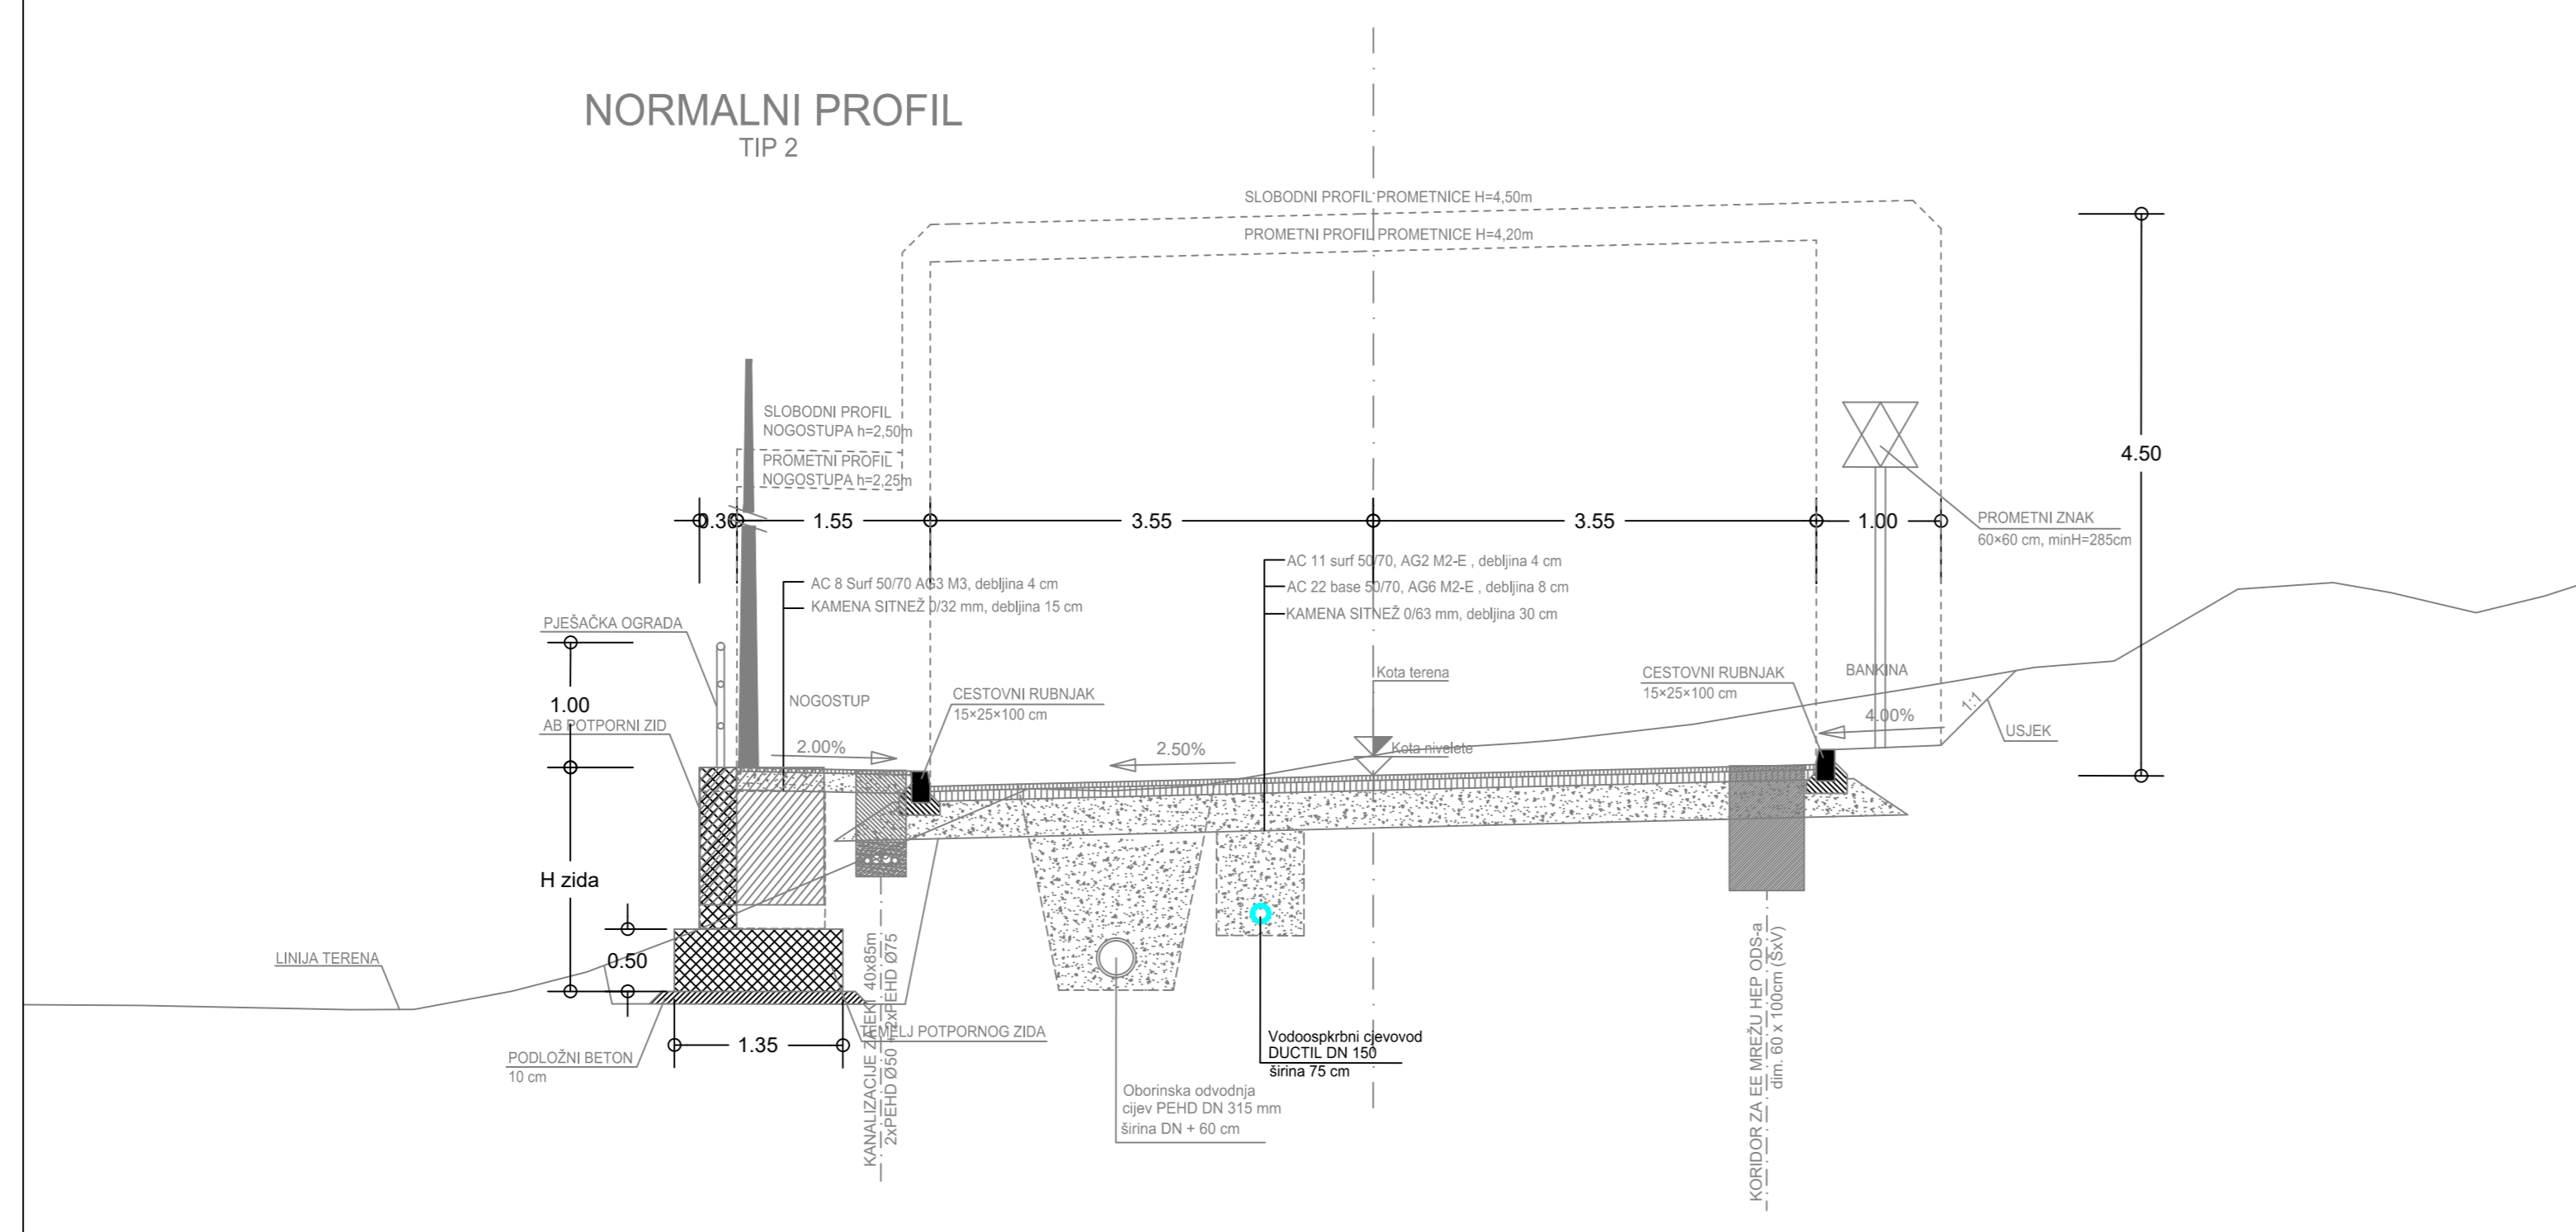 NORMALNI PROFIL
TIP 2
SLOBODNI PROFIL PROMETNICE H=4,50m
PROMETNI PROFIL PROMETNICE H=4,20m
SLOBODNI PROFIL
NOGOSTUPA h=2,50m
PROMETNI PROFIL
NOGOSTUPA h=2,25m
4.50
0.30
1.55
3.55
3.55
1.00
PROMETNI ZNAK
60×60 cm, minH=285cm
AC 11 surf 50/70, AG2 M2-E , debljina 4 cm
AC 22 base 50/70, AG6 M2-E , debljina 8 cm
KAMENA SITNEŽ 0/63 mm, debljina 30 cm
AC 8 Surf 50/70 AG3 M3, debljina 4 cm
KAMENA SITNEŽ 0/32 mm, debljina 15 cm
PJEŠAČKA OGRADA
1.00
AB POTPORNI ZID
NOGOSTUP
CESTOVNI RUBNJAK
15×25×100 cm
Kota terena
Kota nivelete
CESTOVNI RUBNJAK
15×25×100 cm
BANKINA
1:1
USJEK
2.00%
2.50%
4.00%
H zida
0.50
LINIJA TERENA
1.35
PODLOŽNI BETON
10 cm
TEMELJ POTPORNOG ZIDA
KANALIZACIJE ZA EKI 40x85m
2xPEHD Ø50 + 2xPEHD Ø75
Vodoospkrbni cjevovod
DUCTIL DN 150
širina 75 cm
Oborinska odvodnja
cijev PEHD DN 315 mm
širina DN + 60 cm
KORIDOR ZA EE MREŽU HEP ODS-a
dim. 60 x 100cm (ŠxV)